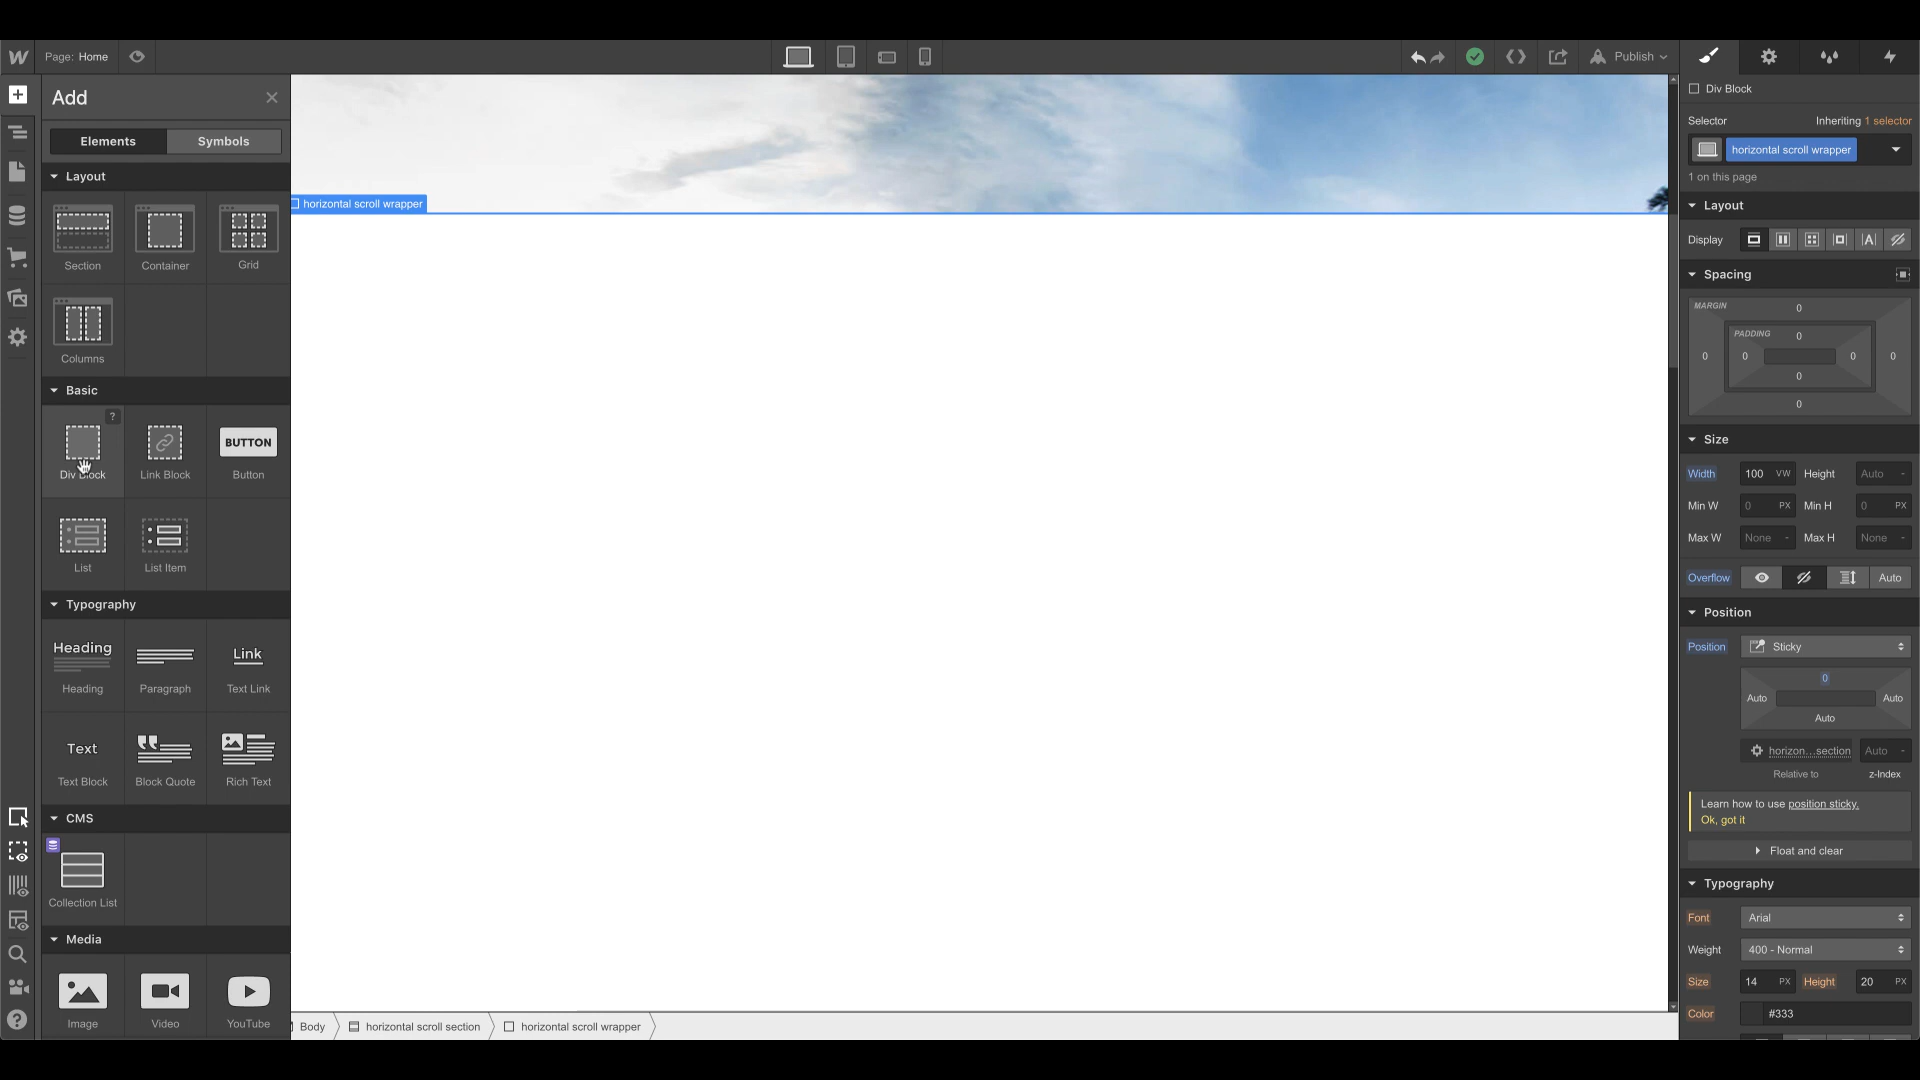 Page: Home
Publish
Add
Elements
Symbols
Layout
Section
Container
Grid
Columns
Basic
?
BUTTON
Div Block
Link Block
Button
List
List Item
Typography
Heading
Link
Heading
Paragraph
Text Link
Text
Text Block
Block Quote
Rich Text
CMS
Collection List
Media
Image
Video
YouTube
horizontal scroll wrapper
Body
horizontal scroll section
horizontal scroll wrapper
Div Block
Selector
Inheriting 1 selector
horizontal scroll wrapper
1 on this page
Layout
Display
Spacing
MARGIN
0
PADDING
0
0 0 0 0
0
0
Size
Width 100 VW Height Auto -
Min W 0 PX Min H 0 PX
Max W None - Max H None -
Overflow Auto
Position
Position Sticky
0
Auto Auto
Auto
horizon...section Auto -
Relative to z-Index
Learn how to use position sticky.
Ok, got it
Float and clear
Typography
Font Arial
Weight 400 - Normal
Size 14 PX Height 20 PX
Color #333